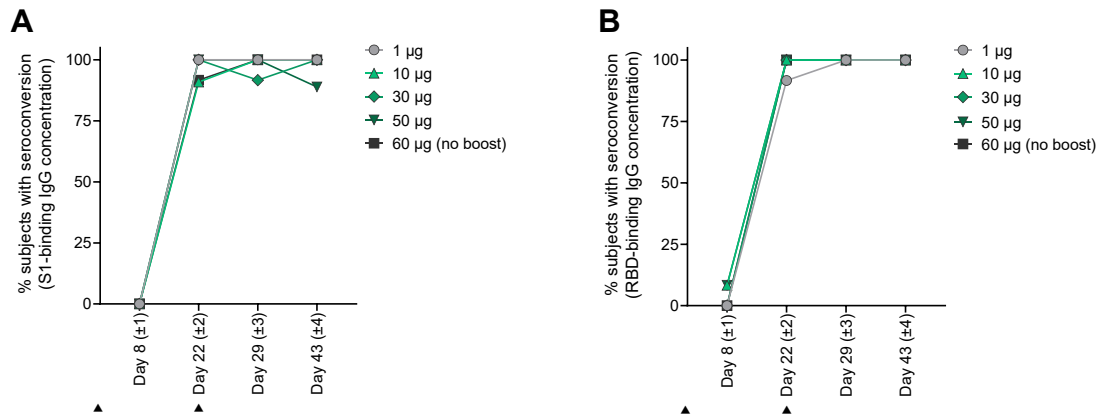 A
% subjects with seroconversion
(S1-binding IgG concentration)
100
75
50
25
0
Day 8 (±1)
Day 22 (±2)
Day 29 (±3)
Day 43 (±4)
1 µg
10 µg
30 µg
50 µg
60 µg (no boost)
B
% subjects with seroconversion
(RBD-binding IgG concentration)
100
75
50
25
0
Day 8 (±1)
Day 22 (±2)
Day 29 (±3)
Day 43 (±4)
1 µg
10 µg
30 µg
50 µg
60 µg (no boost)